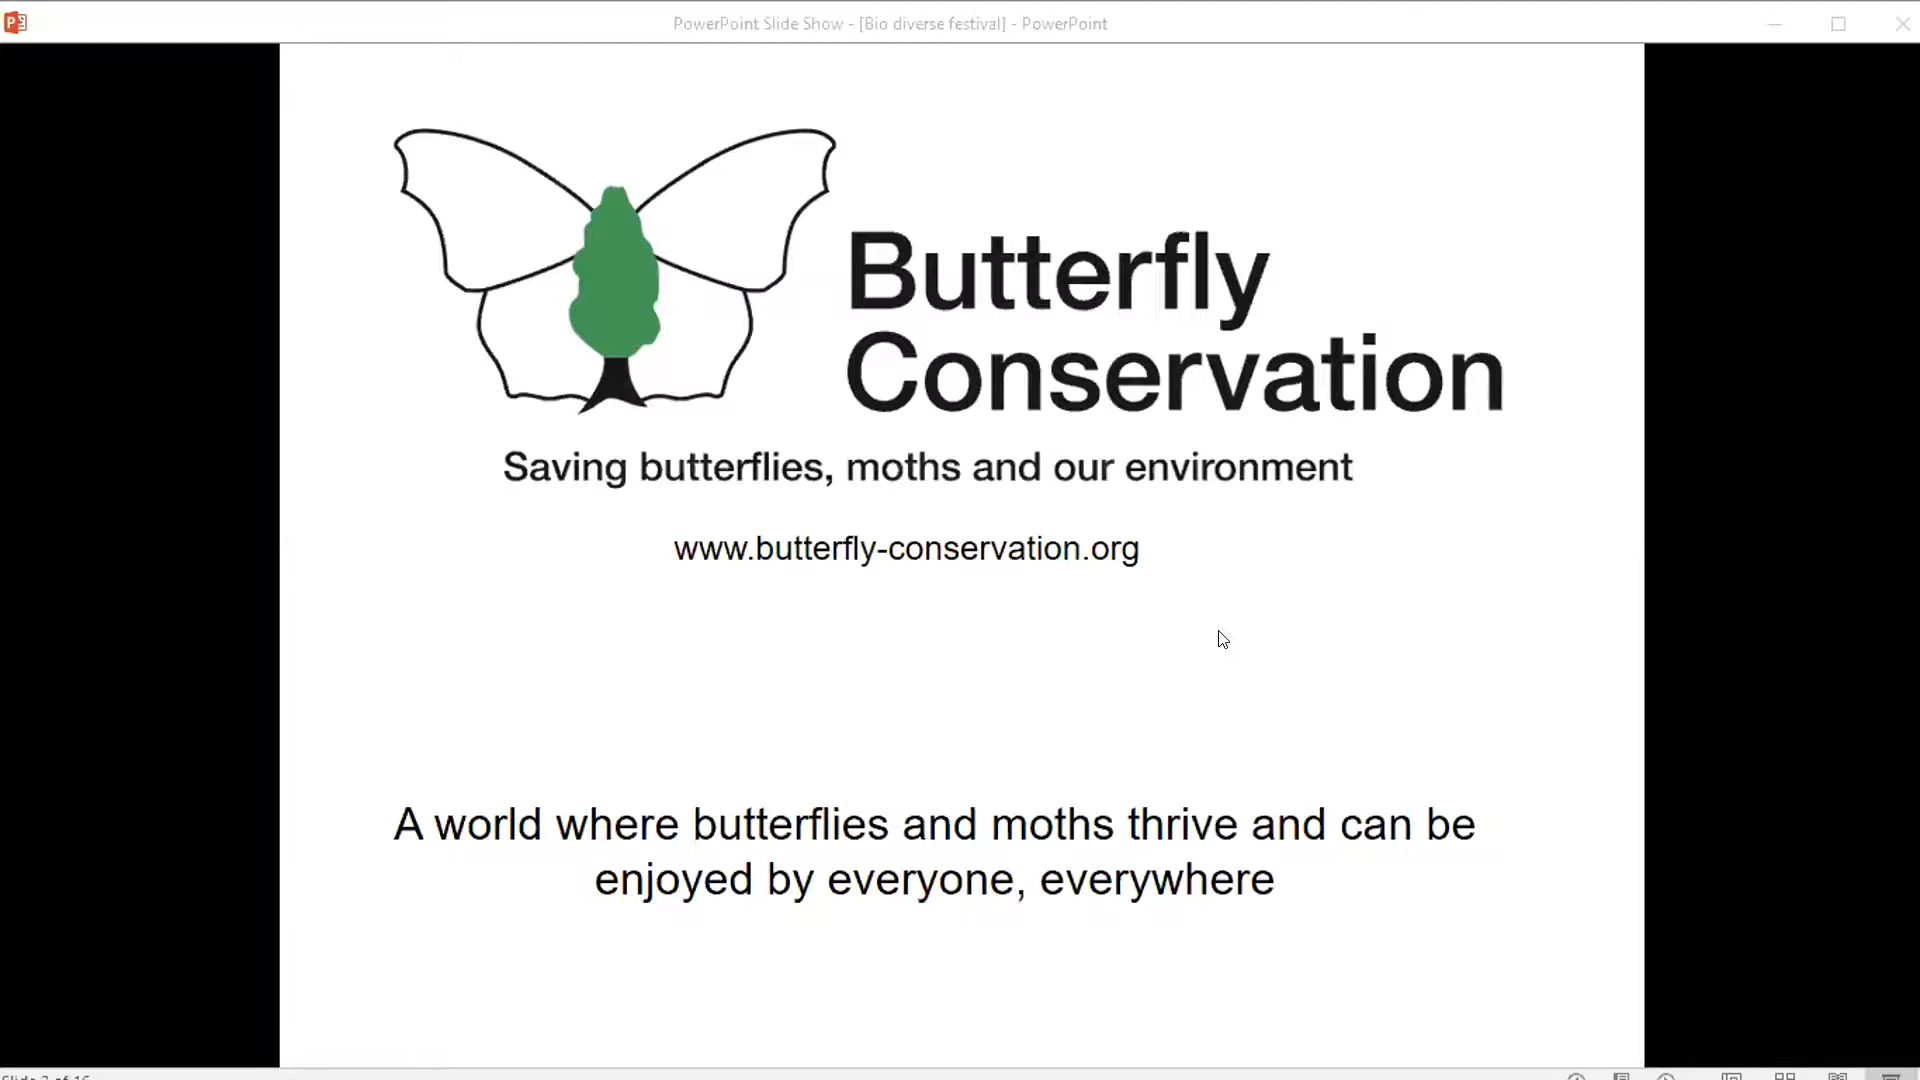 PowerPoint Slide Show - [Bio diverse festival] - PowerPoint
Butterfly
Conservation
Saving butterflies, moths and our environment
www.butterfly-conservation.org
A world where butterflies and moths thrive and can be
enjoyed by everyone, everywhere